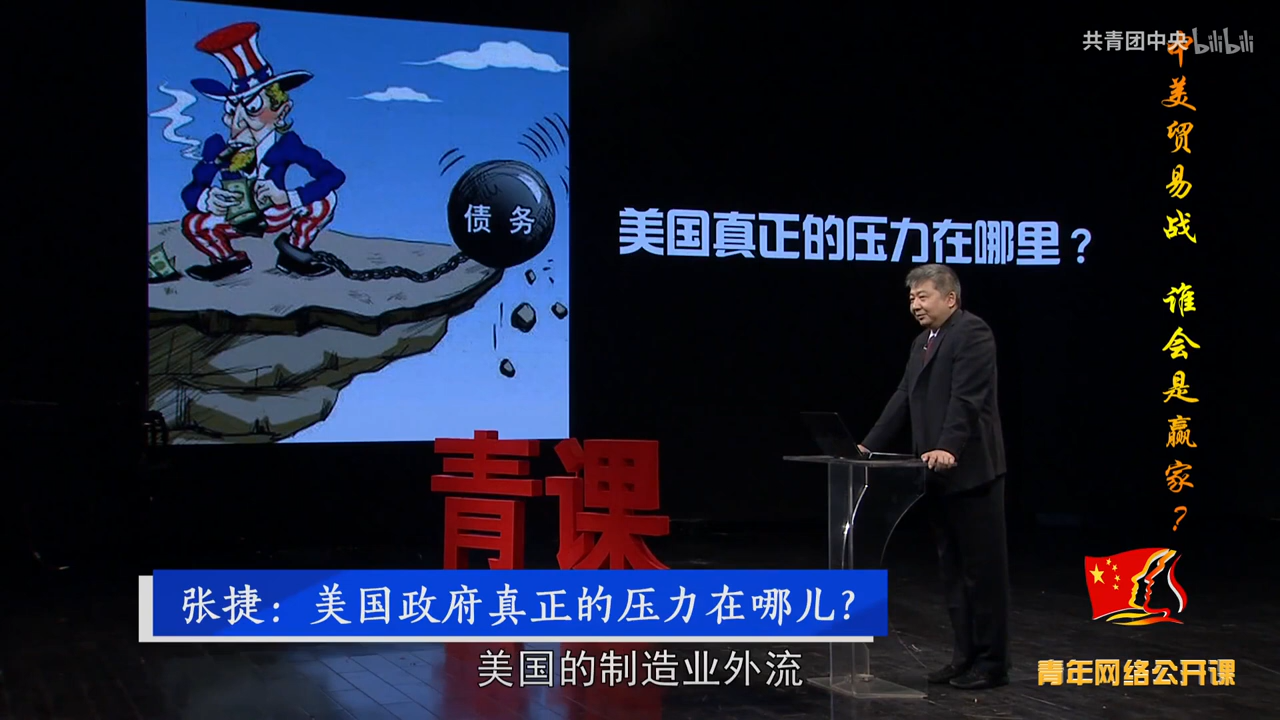 共青团中央 bilibili
中美贸易战 谁会是赢家？
债务
美国真正的压力在哪里？
青课
张捷：美国政府真正的压力在哪儿?
美国的制造业外流
青年网络公开课